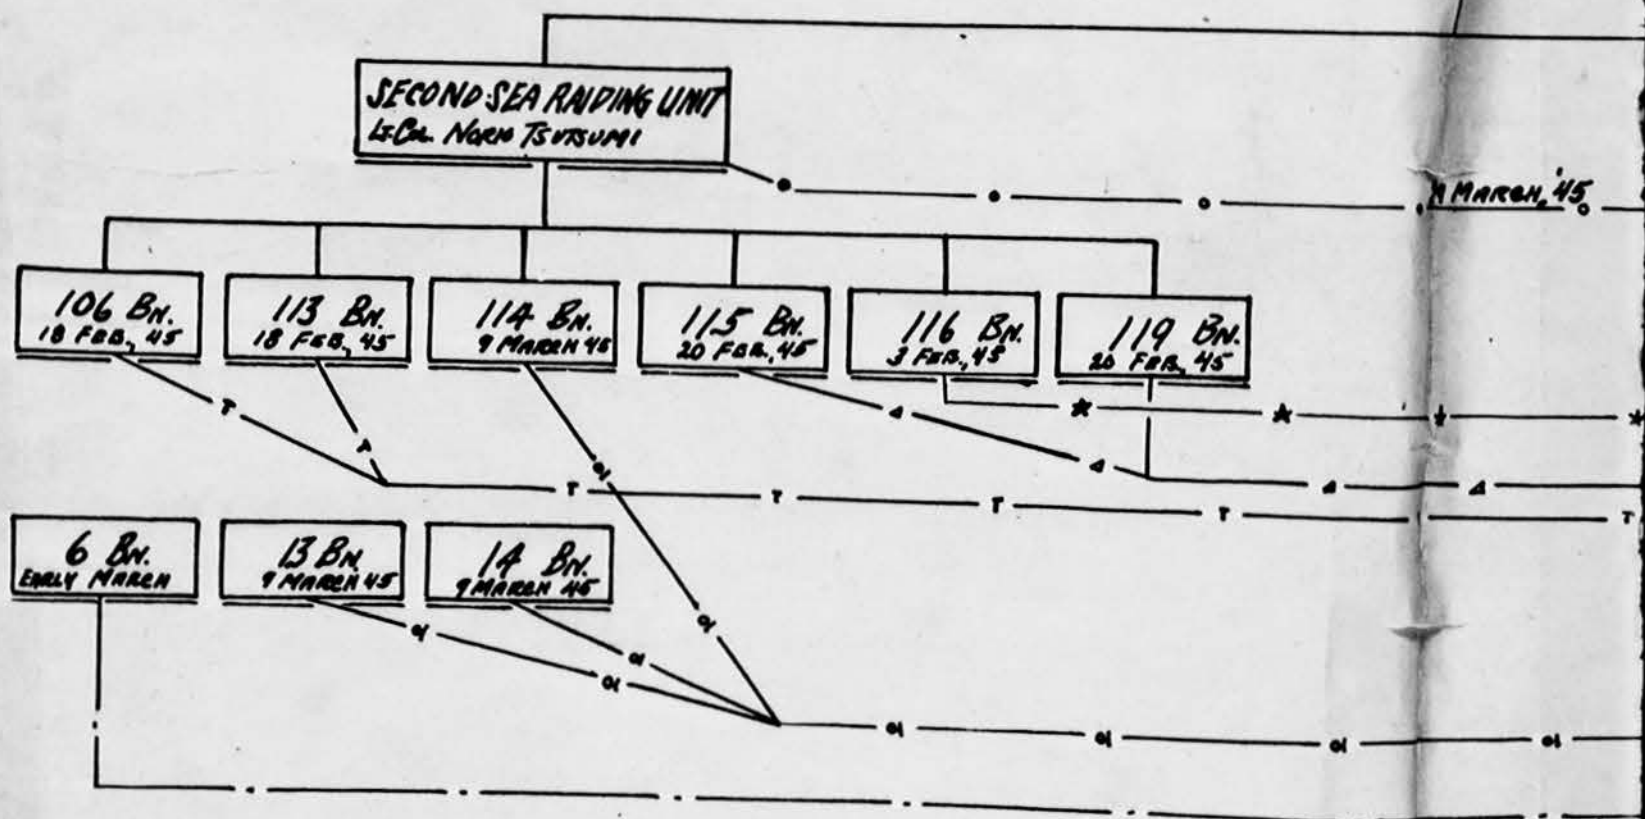 SECOND SEA RAIDING UNIT
Lt. Col. NORIO TSUTSUMI
MARCH, '45
106 BN.
18 FEB., 45
113 BN.
18 FEB., 45
114 BN.
9 MARCH 45
115 BN.
20 FEB., 45
116 BN.
3 FEB., 45
119 BN.
20 FEB., 45
6 BN.
EARLY MARCH
13 BN.
9 MARCH 45
14 BN.
9 MARCH 45